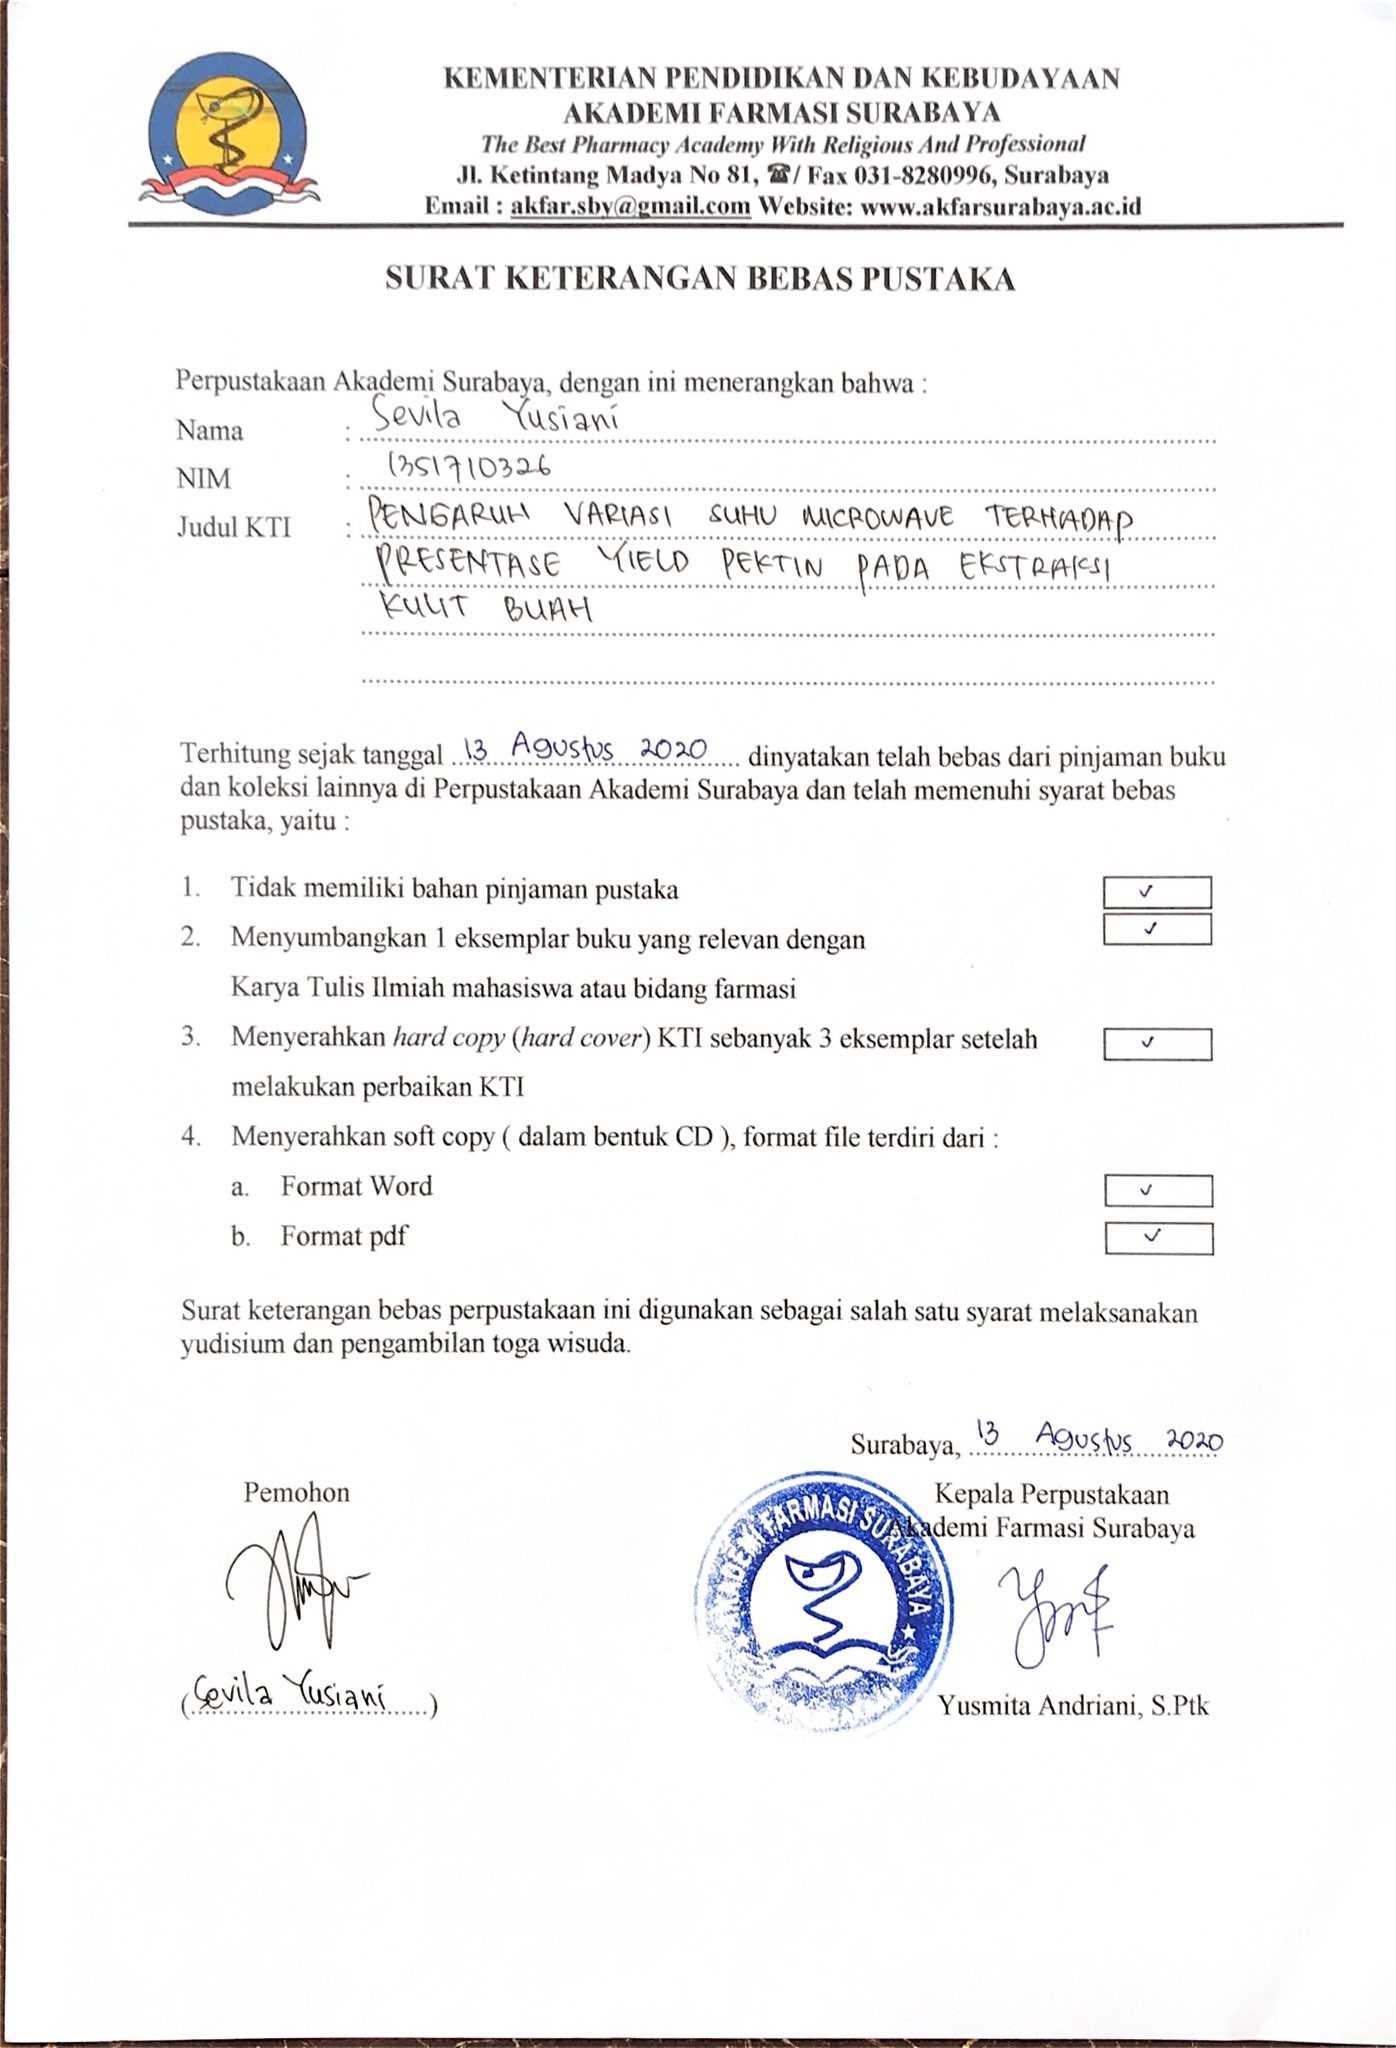 KEMENTERIAN PENDIDIKAN DAN KEBUDAYAAN
AKADEMI FARMASI SURABAYA
The Best Pharmacy Academy With Religious And Professional
Jl. Ketintang Madya No 81, ☎/ Fax 031-8280996, Surabaya
Email : akfar.sby@gmail.com Website: www.akfarsurabaya.ac.id
SURAT KETERANGAN BEBAS PUSTAKA
Perpustakaan Akademi Surabaya, dengan ini menerangkan bahwa :
Nama : Sevila Yusiani
NIM : 1351710326
Judul KTI : PENGARUH VARIASI SUHU MICROWAVE TERHADAP
PRESENTASE YIELD PEKTIN PADA EKSTRAKSI
KULIT BUAH
Terhitung sejak tanggal 13 Agustus 2020 dinyatakan telah bebas dari pinjaman buku
dan koleksi lainnya di Perpustakaan Akademi Surabaya dan telah memenuhi syarat bebas
pustaka, yaitu :
1. Tidak memiliki bahan pinjaman pustaka ✓
2. Menyumbangkan 1 eksemplar buku yang relevan dengan ✓
Karya Tulis Ilmiah mahasiswa atau bidang farmasi
3. Menyerahkan hard copy (hard cover) KTI sebanyak 3 eksemplar setelah ✓
melakukan perbaikan KTI
4. Menyerahkan soft copy ( dalam bentuk CD ), format file terdiri dari :
a. Format Word ✓
b. Format pdf ✓
Surat keterangan bebas perpustakaan ini digunakan sebagai salah satu syarat melaksanakan
yudisium dan pengambilan toga wisuda.
Surabaya, 13 Agustus 2020
Pemohon
Kepala Perpustakaan
Akademi Farmasi Surabaya
AKADEMI FARMASI SURABAYA
(Sevila Yusiani)
Yusmita Andriani, S.Ptk